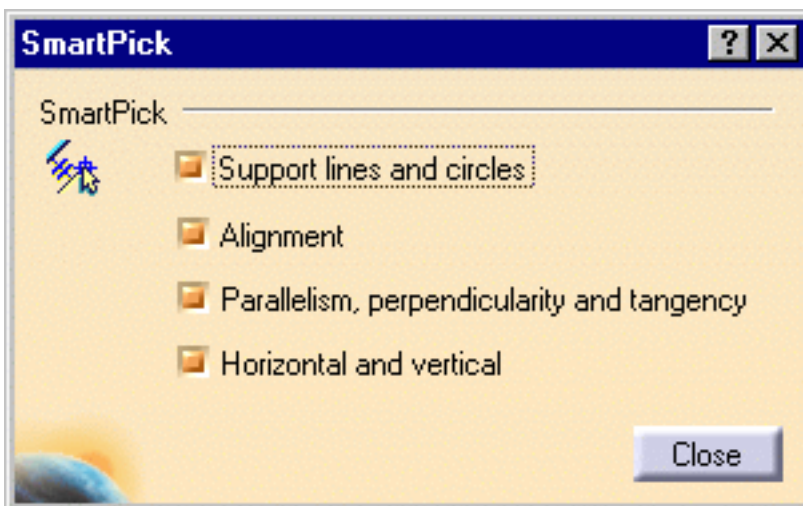 SmartPick
SmartPick
Support lines and circles
Alignment
Parallelism, perpendicularity and tangency
Horizontal and vertical
Close